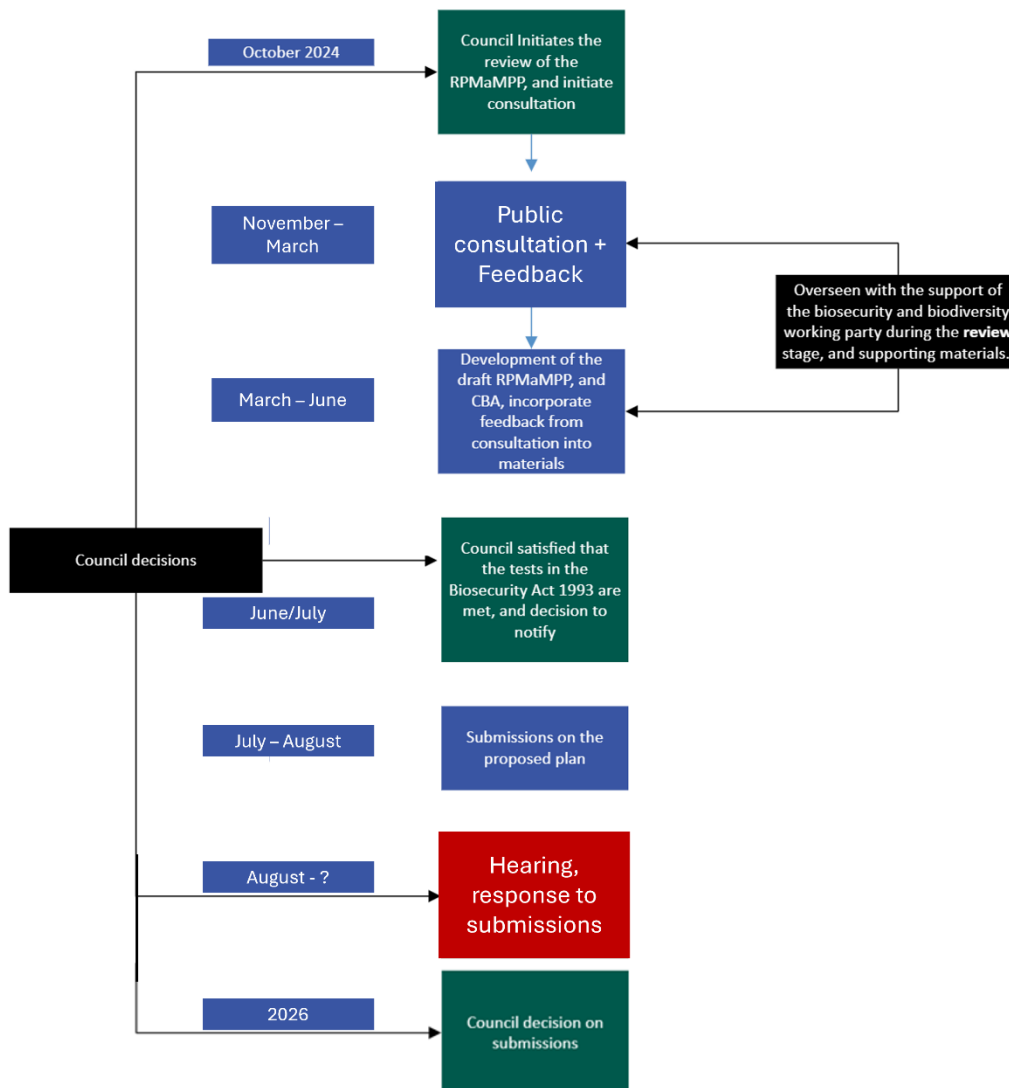 October 2024
Council Initiates the
review of the
RPMaMPP, and initiate
consultation
November –
March
Public
consultation +
Feedback
Overseen with the support of
the biosecurity and biodiversity
working party during the review
stage, and supporting materials.
March – June
Development of the
draft RPMaMPP, and
CBA, incorporate
feedback from
consultation into
materials
Council decisions
Council satisfied that
the tests in the
Biosecurity Act 1993 are
met, and decision to
notify
June/July
July – August
Submissions on the
proposed plan
August - ?
Hearing,
response to
submissions
2026
Council decision on
submissions